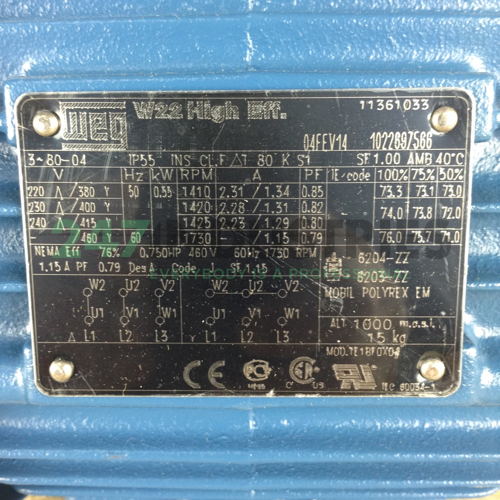 WEG W22 High Eff. 11361033
04FEV14 1022897566
3~80-04 IP55 INS CL.F ΔT 80 K S1 SF1.00 AMB 40°C
V Hz kW RPM A PF IE-code 100% 75% 50%
220 Δ / 380 Y 50 0.55 1410 2.31 / 1.34 0.85 73.3 73.1 73.0
230 Δ / 400 Y 1420 2.28 / 1.31 0.82 74.0 73.8 72.0
240 Δ / 415 Y 1425 2.23 / 1.29 0.80
- / 460 Y 60 1730 - / 1.15 0.79 76.0 75.7 71.0
NEMA Eff 76% 0.750HP 460V 60Hz 1730 RPM
1.15 A PF 0.79 Des A Code SF 1.15
6204-ZZ
6203-ZZ
MOBIL POLYREX EM
W2 U2 V2 W2 U2 V2
U1 V1 W1 U1 V1 W1
Δ L1 L2 L3 Y L1 L2 L3
ALT 1000 m.a.s.l.
15 kg
MOD.TE1BF0X0$
CE C US
IEC 60034-1